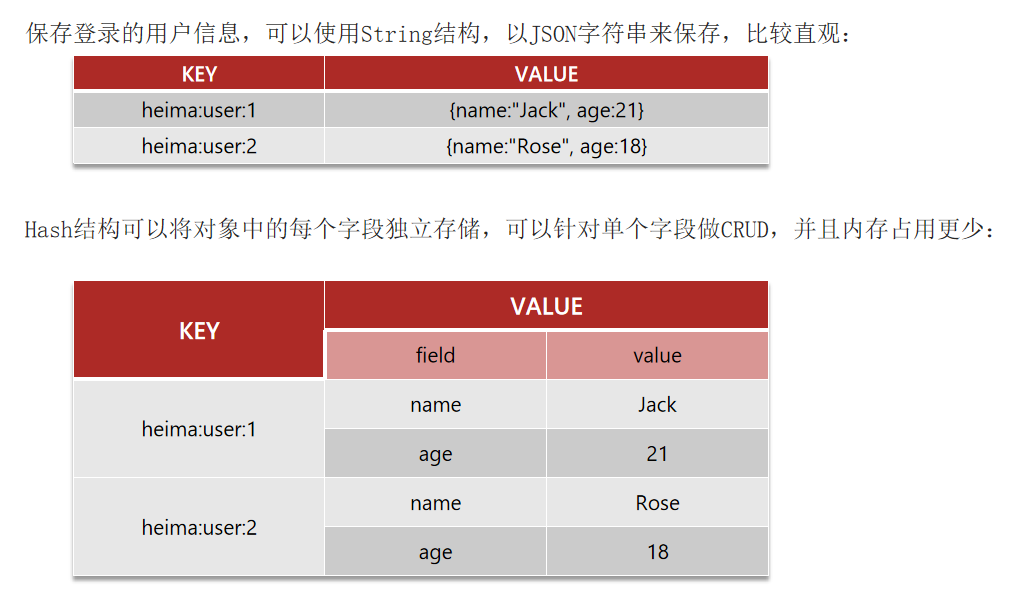 保存登录的用户信息，可以使用String结构，以JSON字符串来保存，比较直观：
KEY VALUE
heima:user:1 {name:"Jack", age:21}
heima:user:2 {name:"Rose", age:18}
Hash结构可以将对象中的每个字段独立存储，可以针对单个字段做CRUD，并且内存占用更少：
KEY VALUE
field value
heima:user:1 name Jack
age 21
heima:user:2 name Rose
age 18